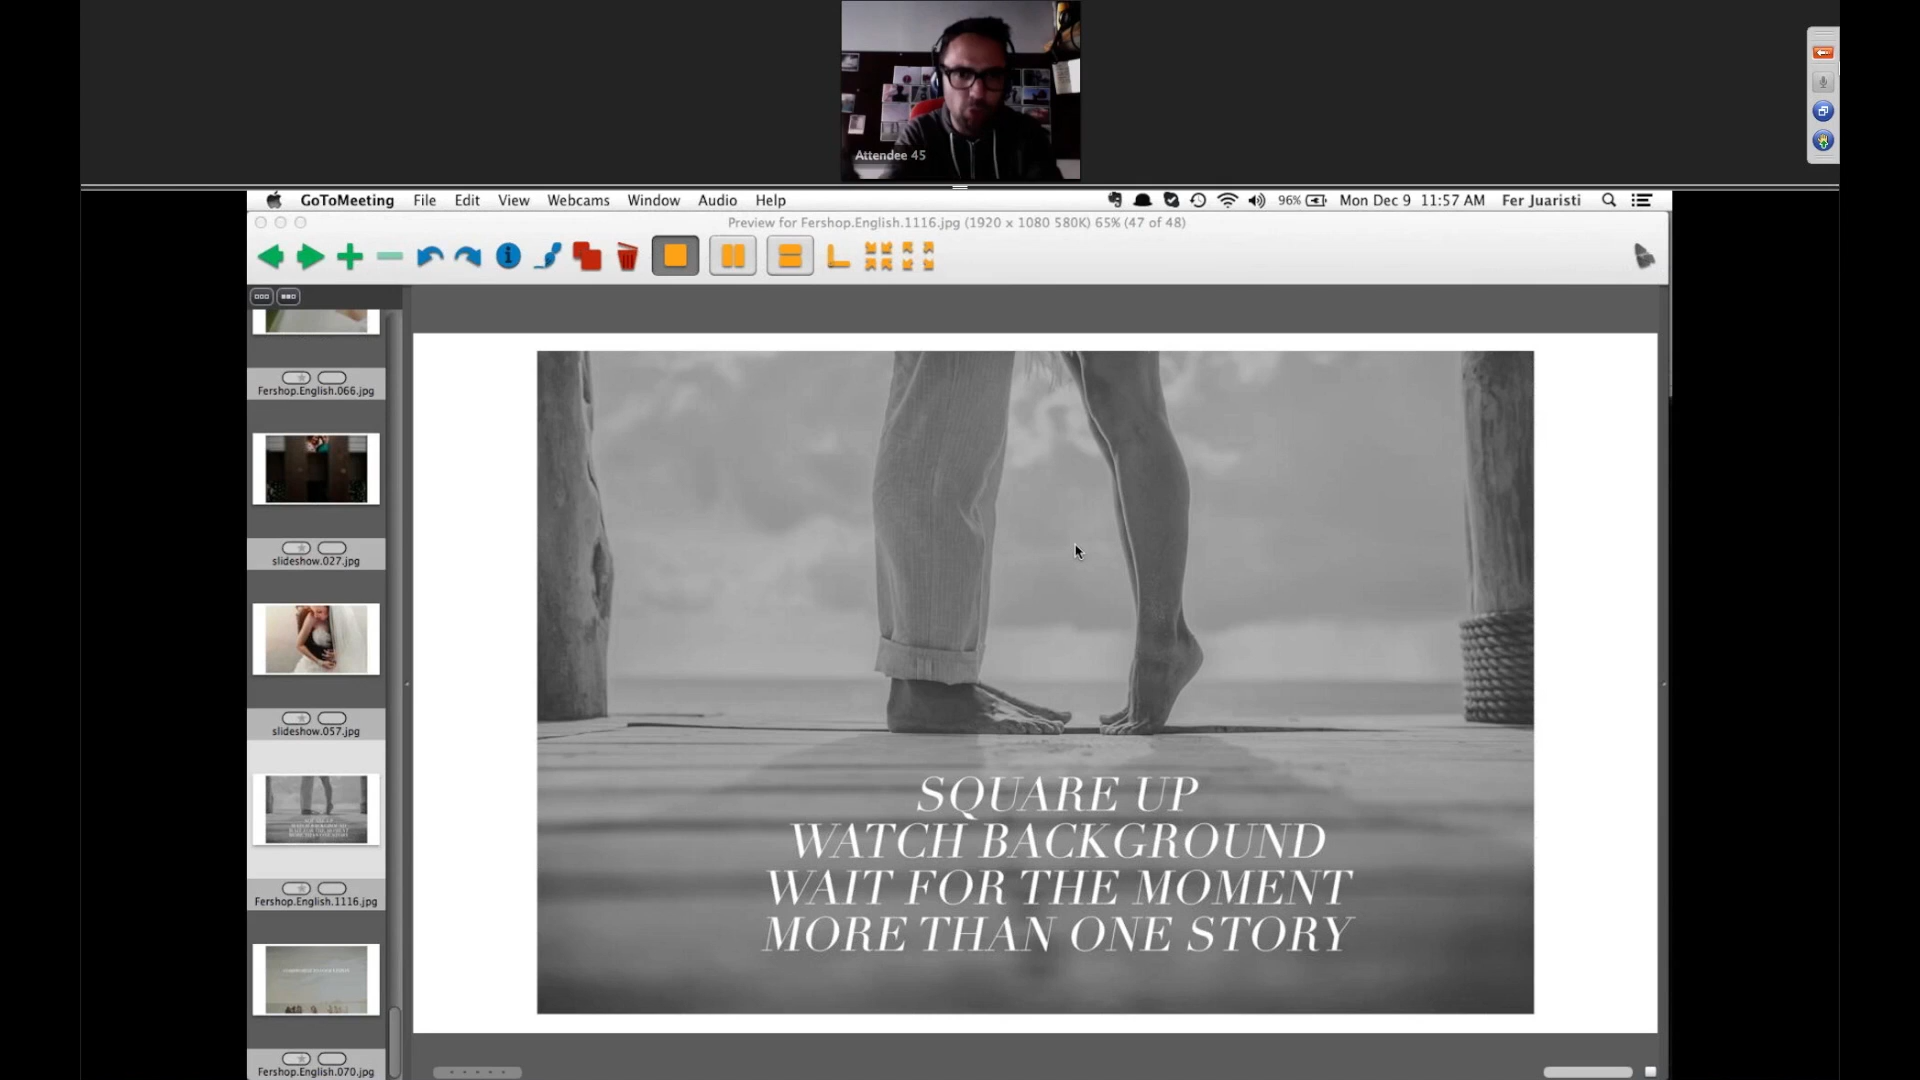 Attendee 45
GoToMeeting File Edit View Webcams Window Audio Help 96% Mon Dec 9 11:57 AM Fer Juaristi
Preview for Fershop.English.1116.jpg (1920 x 1080 580K) 65% (47 of 48)
Fershop.English.066.jpg
slideshow.027.jpg
slideshow.057.jpg
Fershop.English.1116.jpg
Fershop.English.070.jpg
SQUARE UP
WATCH BACKGROUND
WAIT FOR THE MOMENT
MORE THAN ONE STORY